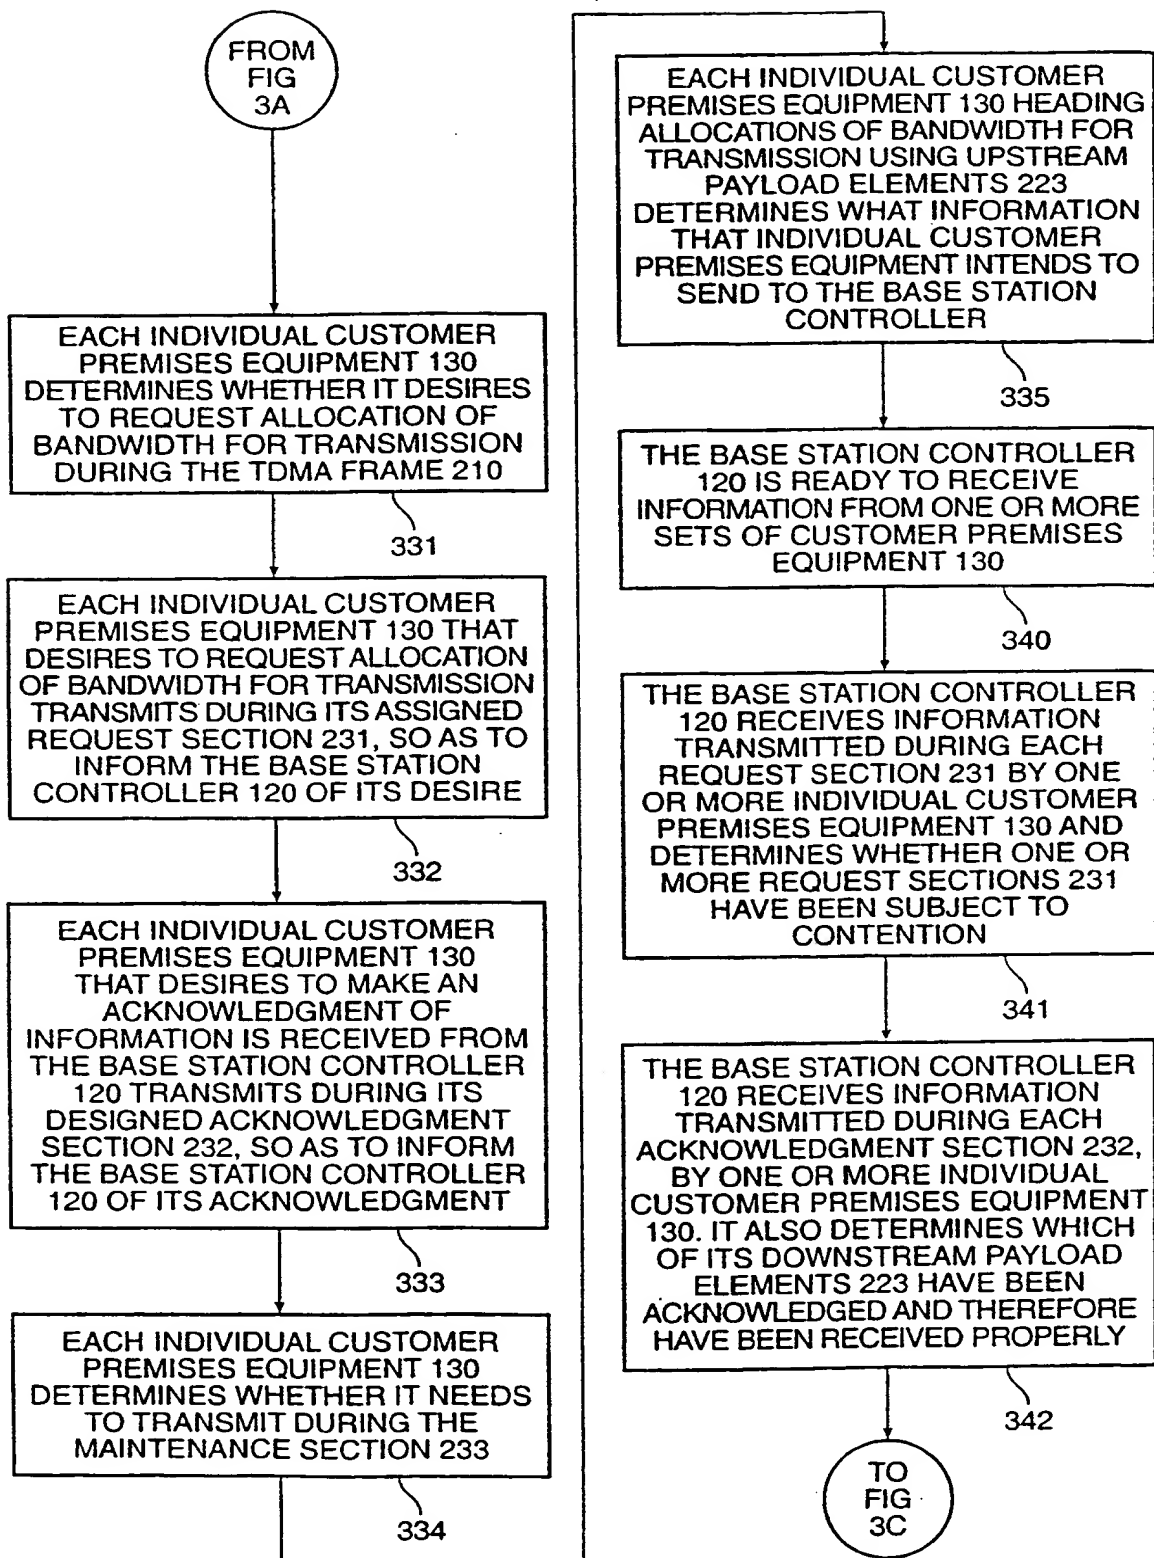 FROM
FIG
3A
EACH INDIVIDUAL CUSTOMER
PREMISES EQUIPMENT 130
DETERMINES WHETHER IT DESIRES
TO REQUEST ALLOCATION OF
BANDWIDTH FOR TRANSMISSION
DURING THE TDMA FRAME 210
331
EACH INDIVIDUAL CUSTOMER
PREMISES EQUIPMENT 130 THAT
DESIRES TO REQUEST ALLOCATION
OF BANDWIDTH FOR TRANSMISSION
TRANSMITS DURING ITS ASSIGNED
REQUEST SECTION 231, SO AS TO
INFORM THE BASE STATION
CONTROLLER 120 OF ITS DESIRE
332
EACH INDIVIDUAL CUSTOMER
PREMISES EQUIPMENT 130
THAT DESIRES TO MAKE AN
ACKNOWLEDGMENT OF
INFORMATION IS RECEIVED FROM
THE BASE STATION CONTROLLER
120 TRANSMITS DURING ITS
DESIGNED ACKNOWLEDGMENT
SECTION 232, SO AS TO INFORM
THE BASE STATION CONTROLLER
120 OF ITS ACKNOWLEDGMENT
333
EACH INDIVIDUAL CUSTOMER
PREMISES EQUIPMENT 130
DETERMINES WHETHER IT NEEDS
TO TRANSMIT DURING THE
MAINTENANCE SECTION 233
334
EACH INDIVIDUAL CUSTOMER
PREMISES EQUIPMENT 130 HEADING
ALLOCATIONS OF BANDWIDTH FOR
TRANSMISSION USING UPSTREAM
PAYLOAD ELEMENTS 223
DETERMINES WHAT INFORMATION
THAT INDIVIDUAL CUSTOMER
PREMISES EQUIPMENT INTENDS TO
SEND TO THE BASE STATION
CONTROLLER
335
THE BASE STATION CONTROLLER
120 IS READY TO RECEIVE
INFORMATION FROM ONE OR MORE
SETS OF CUSTOMER PREMISES
EQUIPMENT 130
340
THE BASE STATION CONTROLLER
120 RECEIVES INFORMATION
TRANSMITTED DURING EACH
REQUEST SECTION 231 BY ONE
OR MORE INDIVIDUAL CUSTOMER
PREMISES EQUIPMENT 130 AND
DETERMINES WHETHER ONE OR
MORE REQUEST SECTIONS 231
HAVE BEEN SUBJECT TO
CONTENTION
341
THE BASE STATION CONTROLLER
120 RECEIVES INFORMATION
TRANSMITTED DURING EACH
ACKNOWLEDGMENT SECTION 232,
BY ONE OR MORE INDIVIDUAL
CUSTOMER PREMISES EQUIPMENT
130. IT ALSO DETERMINES WHICH
OF ITS DOWNSTREAM PAYLOAD
ELEMENTS 223 HAVE BEEN
ACKNOWLEDGED AND THEREFORE
HAVE BEEN RECEIVED PROPERLY
342
TO
FIG
3C